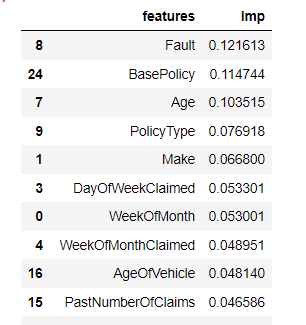 features Imp
8 Fault 0.121613
24 BasePolicy 0.114744
7 Age 0.103515
9 PolicyType 0.076918
1 Make 0.066800
3 DayOfWeekClaimed 0.053301
0 WeekOfMonth 0.053001
4 WeekOfMonthClaimed 0.048951
16 AgeOfVehicle 0.048140
15 PastNumberOfClaims 0.046586